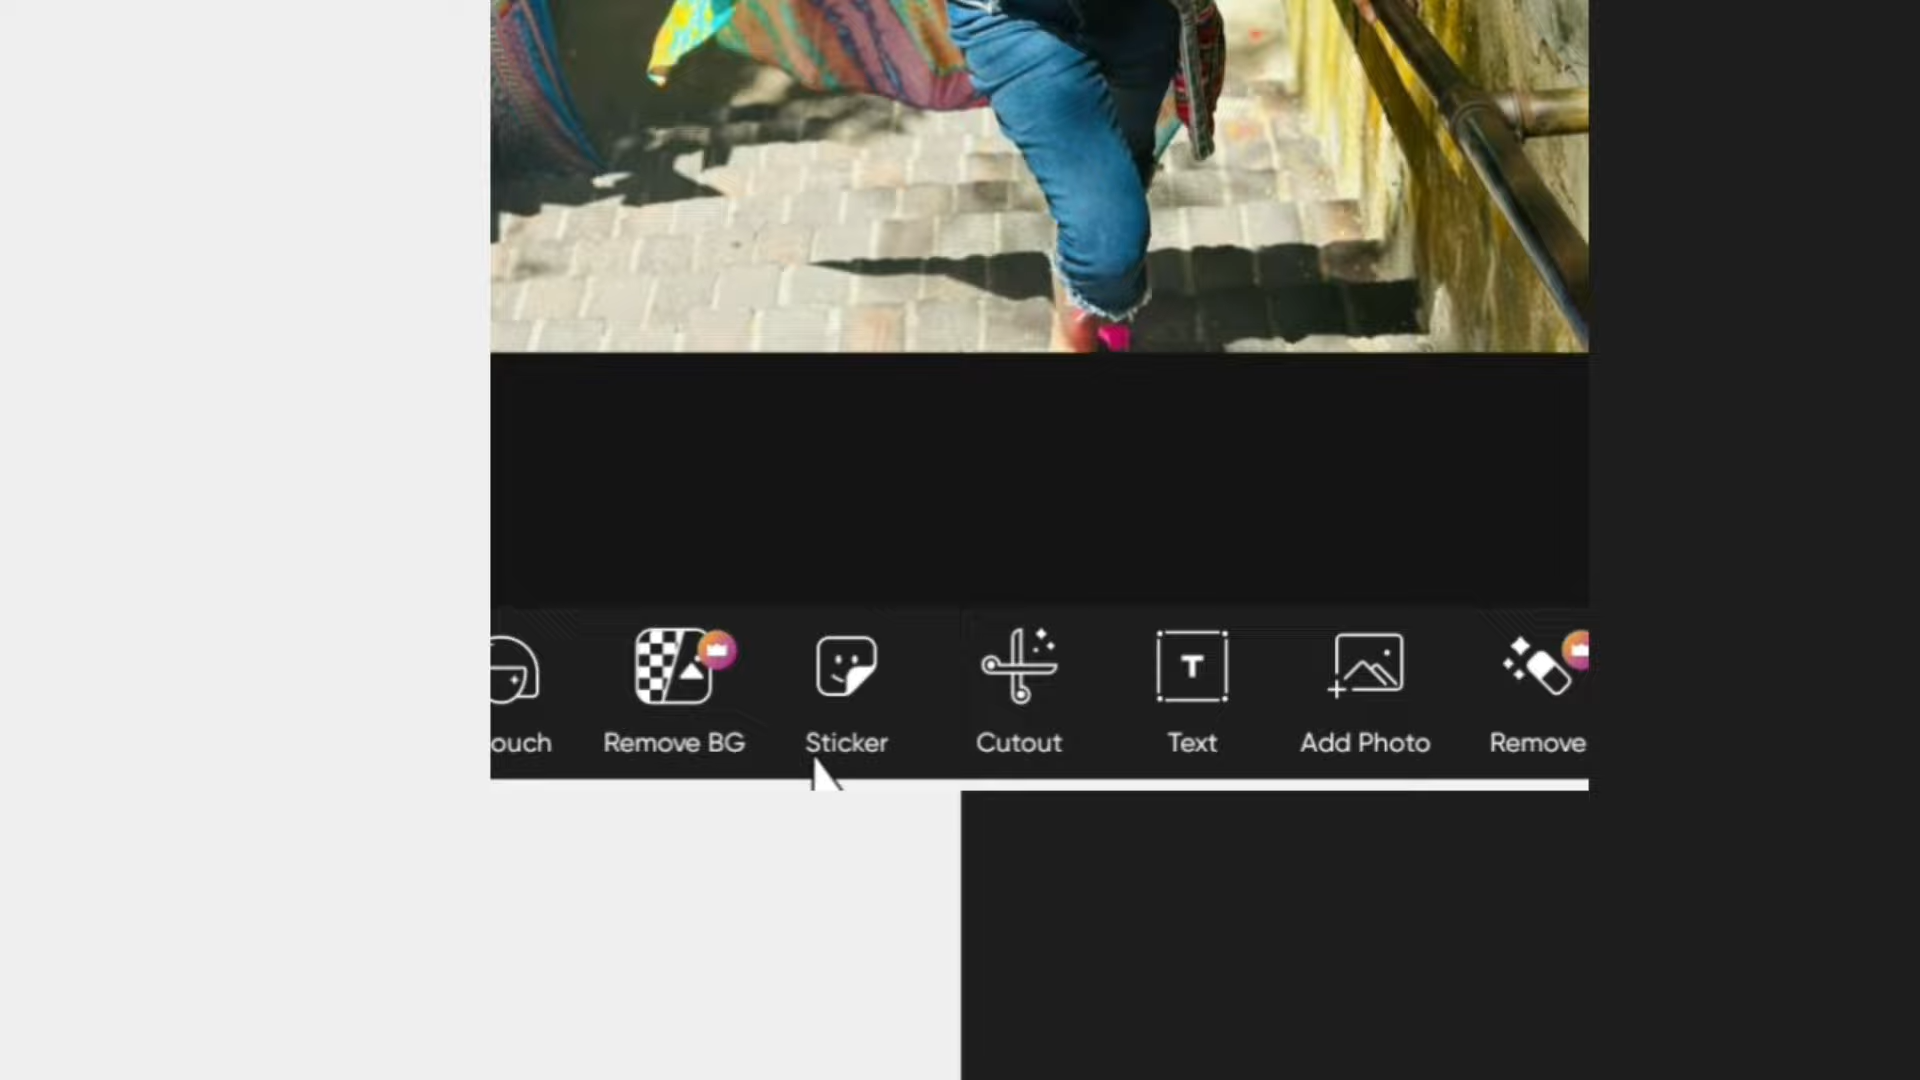 ouch
Remove BG
Sticker
Cutout
T
Text
Add Photo
Remove